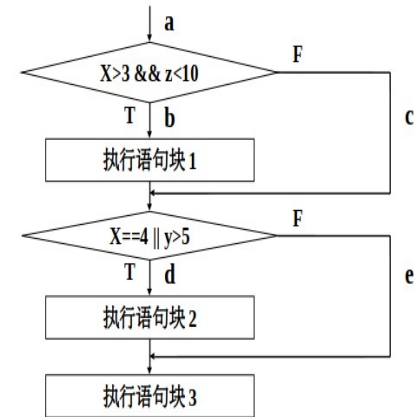 a
X>3 && z<10
F
T b
c
执行语句块 1
X==4 || y>5
F
T d
e
执行语句块 2
执行语句块 3